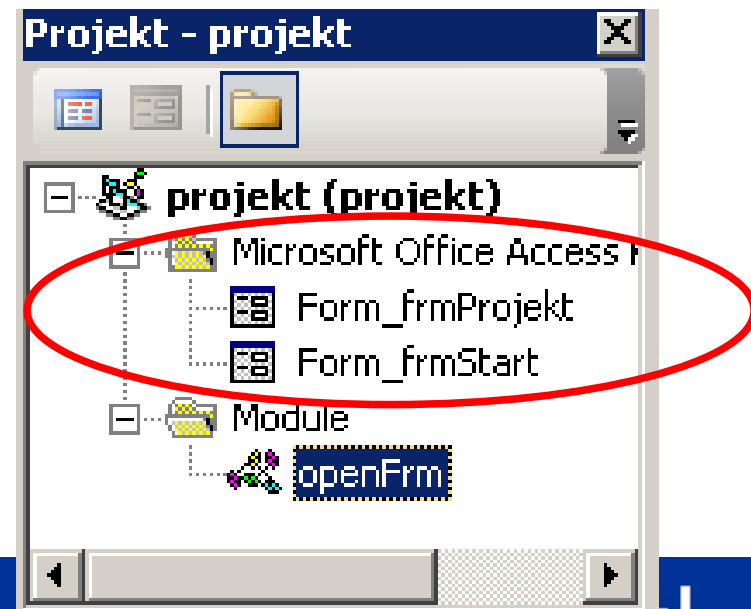 Projekt - projekt
projekt (projekt)
Microsoft Office Access
Form_frmProjekt
Form_frmStart
Module
openFrm